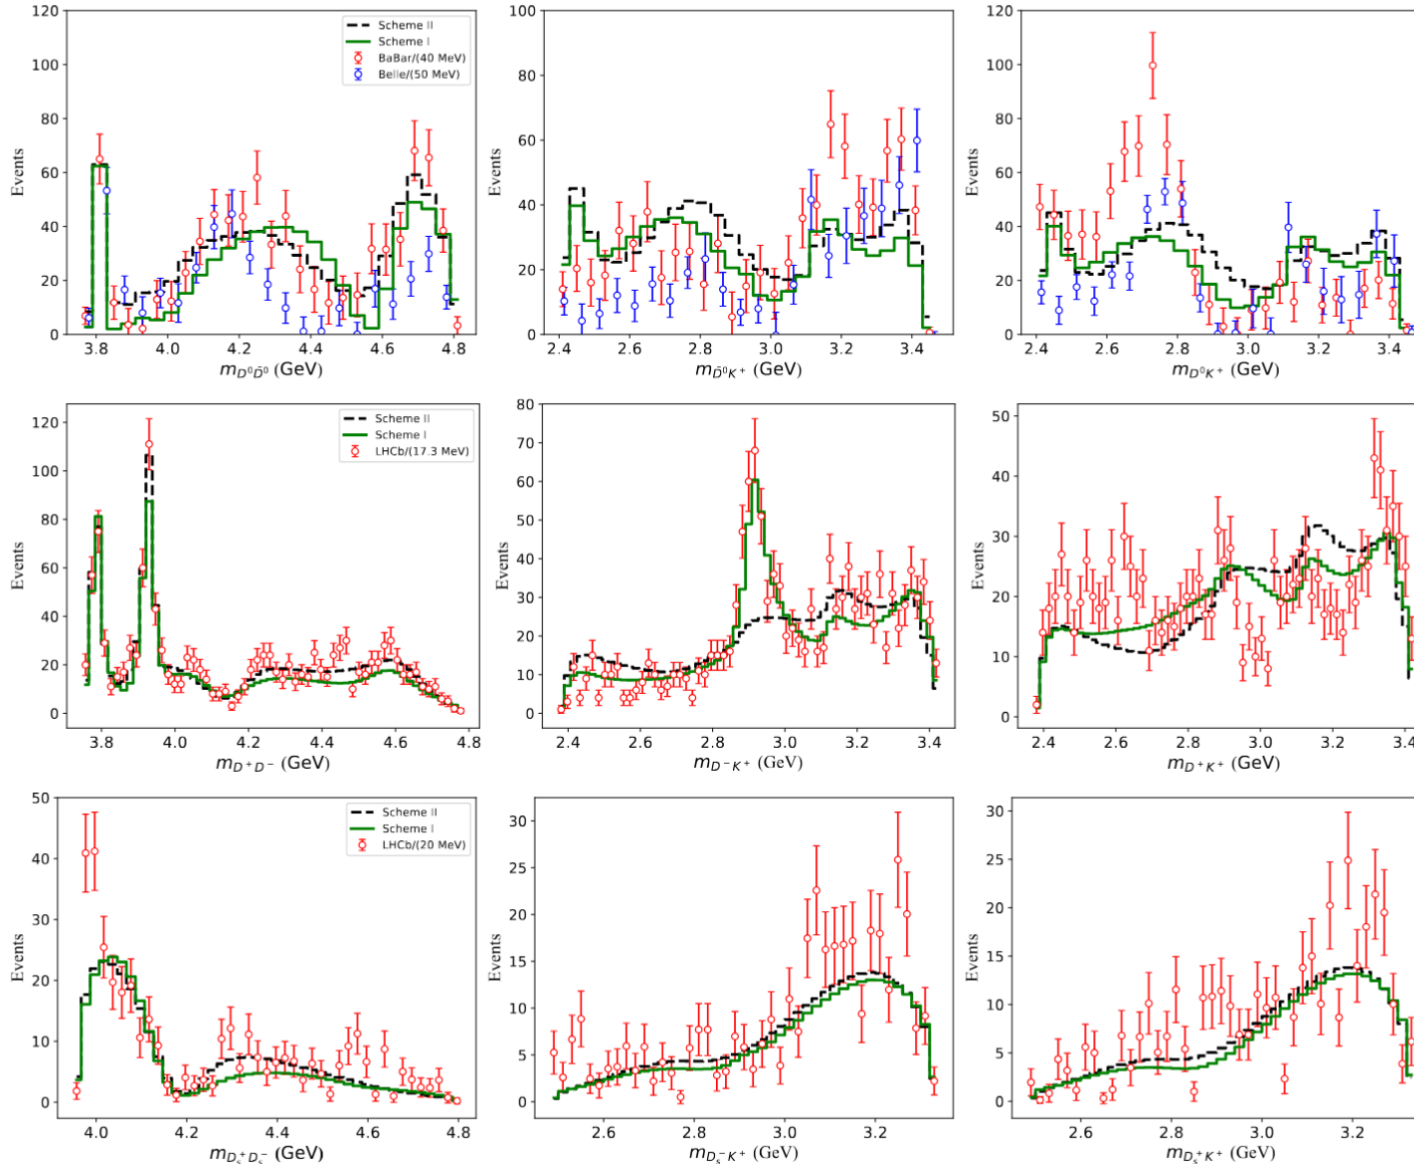 120
100
80
60
40
20
0
Events
Scheme II
Scheme I
BaBar/(40 MeV)
Belle/(50 MeV)
3.8 4.0 4.2 4.4 4.6 4.8
m_{D⁰D̄⁰} (GeV)
100
80
60
40
20
0
Events
2.4 2.6 2.8 3.0 3.2 3.4
m_{D̄⁰K⁺} (GeV)
120
100
80
60
40
20
0
Events
2.4 2.6 2.8 3.0 3.2 3.4
m_{D⁰K⁺} (GeV)
120
100
80
60
40
20
0
Events
Scheme II
Scheme I
LHCb/(17.3 MeV)
3.8 4.0 4.2 4.4 4.6 4.8
m_{D⁺D⁻} (GeV)
80
70
60
50
40
30
20
10
0
Events
2.4 2.6 2.8 3.0 3.2 3.4
m_{D⁻K⁺} (GeV)
50
40
30
20
10
0
Events
2.4 2.6 2.8 3.0 3.2 3.4
m_{D⁺K⁺} (GeV)
50
40
30
20
10
0
Events
Scheme II
Scheme I
LHCb/(20 MeV)
4.0 4.2 4.4 4.6 4.8
m_{D_s⁺D_s⁻} (GeV)
30
25
20
15
10
5
0
Events
2.6 2.8 3.0 3.2
m_{D_s⁻K⁺} (GeV)
30
25
20
15
10
5
0
Events
2.6 2.8 3.0 3.2
m_{D_s⁺K⁺} (GeV)